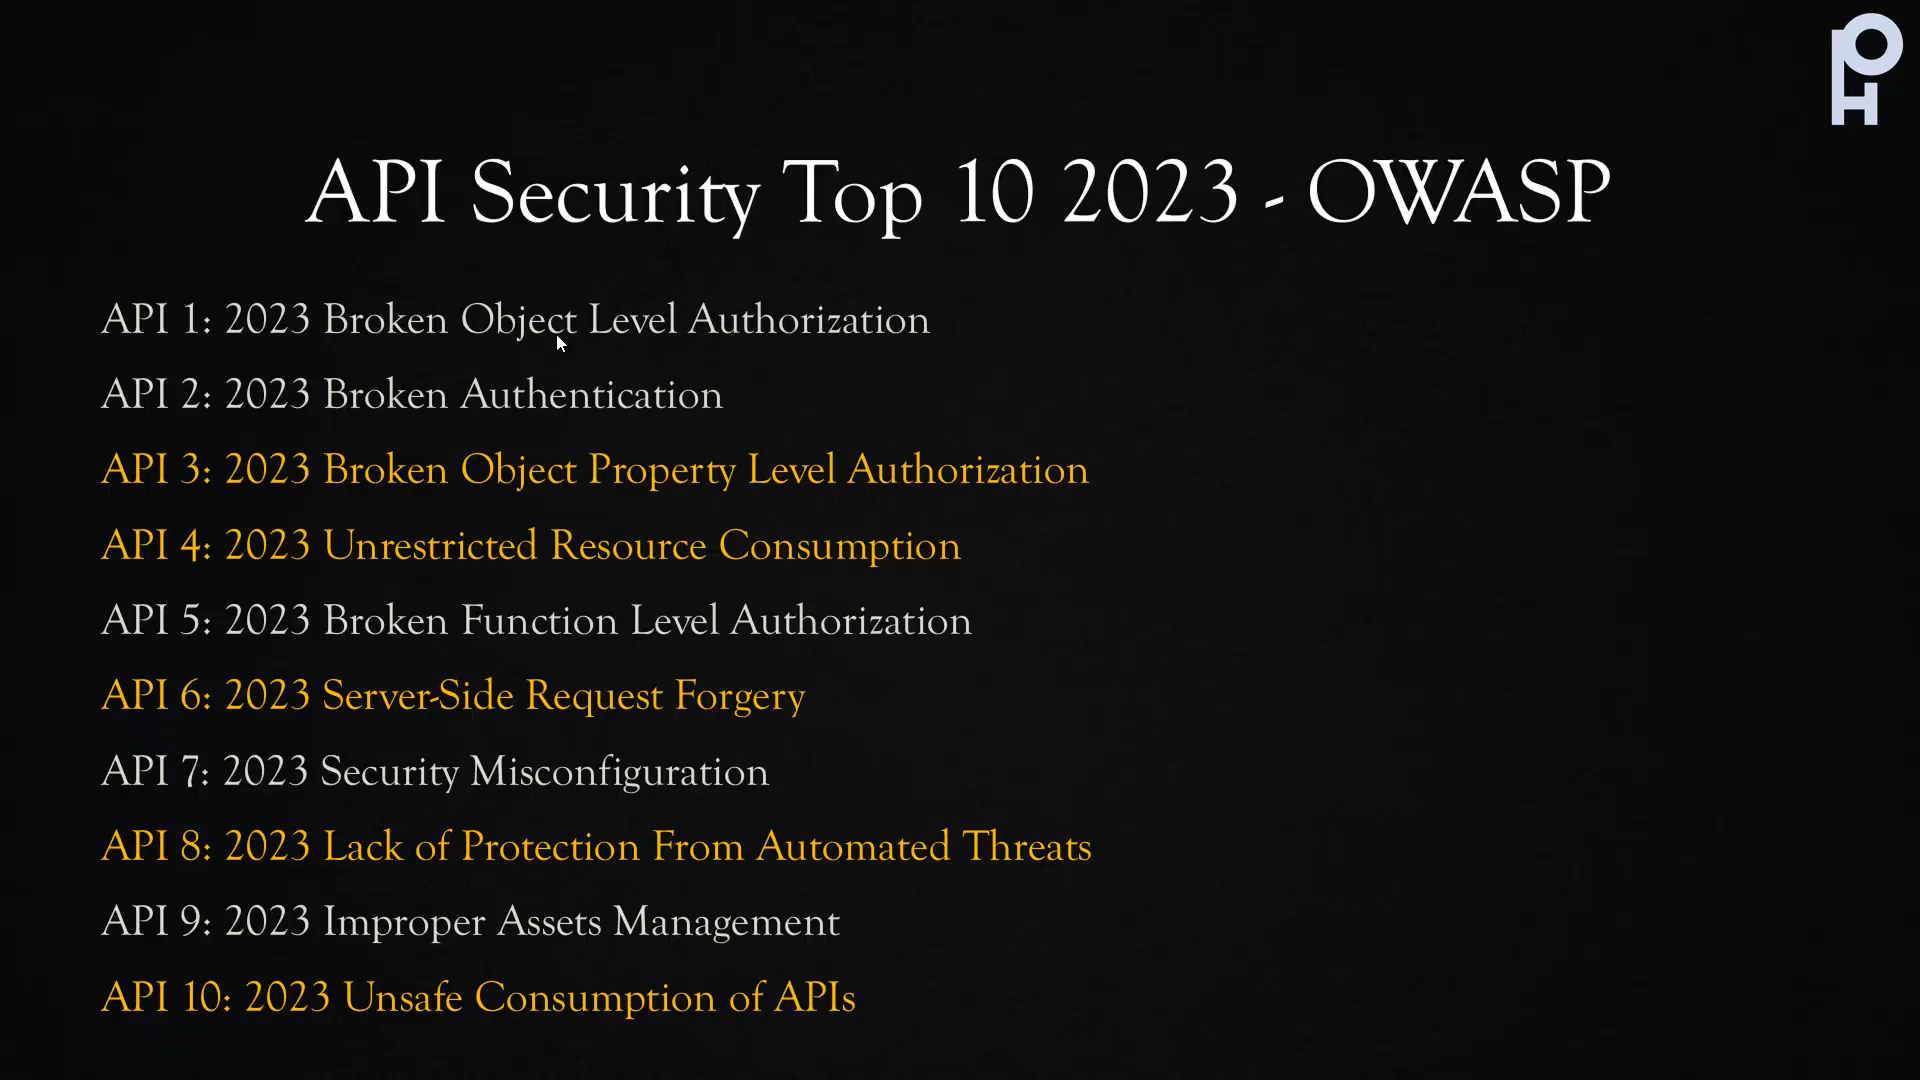 API Security Top 10 2023 - OWASP
API 1: 2023 Broken Object Level Authorization
API 2: 2023 Broken Authentication
API 3: 2023 Broken Object Property Level Authorization
API 4: 2023 Unrestricted Resource Consumption
API 5: 2023 Broken Function Level Authorization
API 6: 2023 Server-Side Request Forgery
API 7: 2023 Security Misconfiguration
API 8: 2023 Lack of Protection From Automated Threats
API 9: 2023 Improper Assets Management
API 10: 2023 Unsafe Consumption of APIs